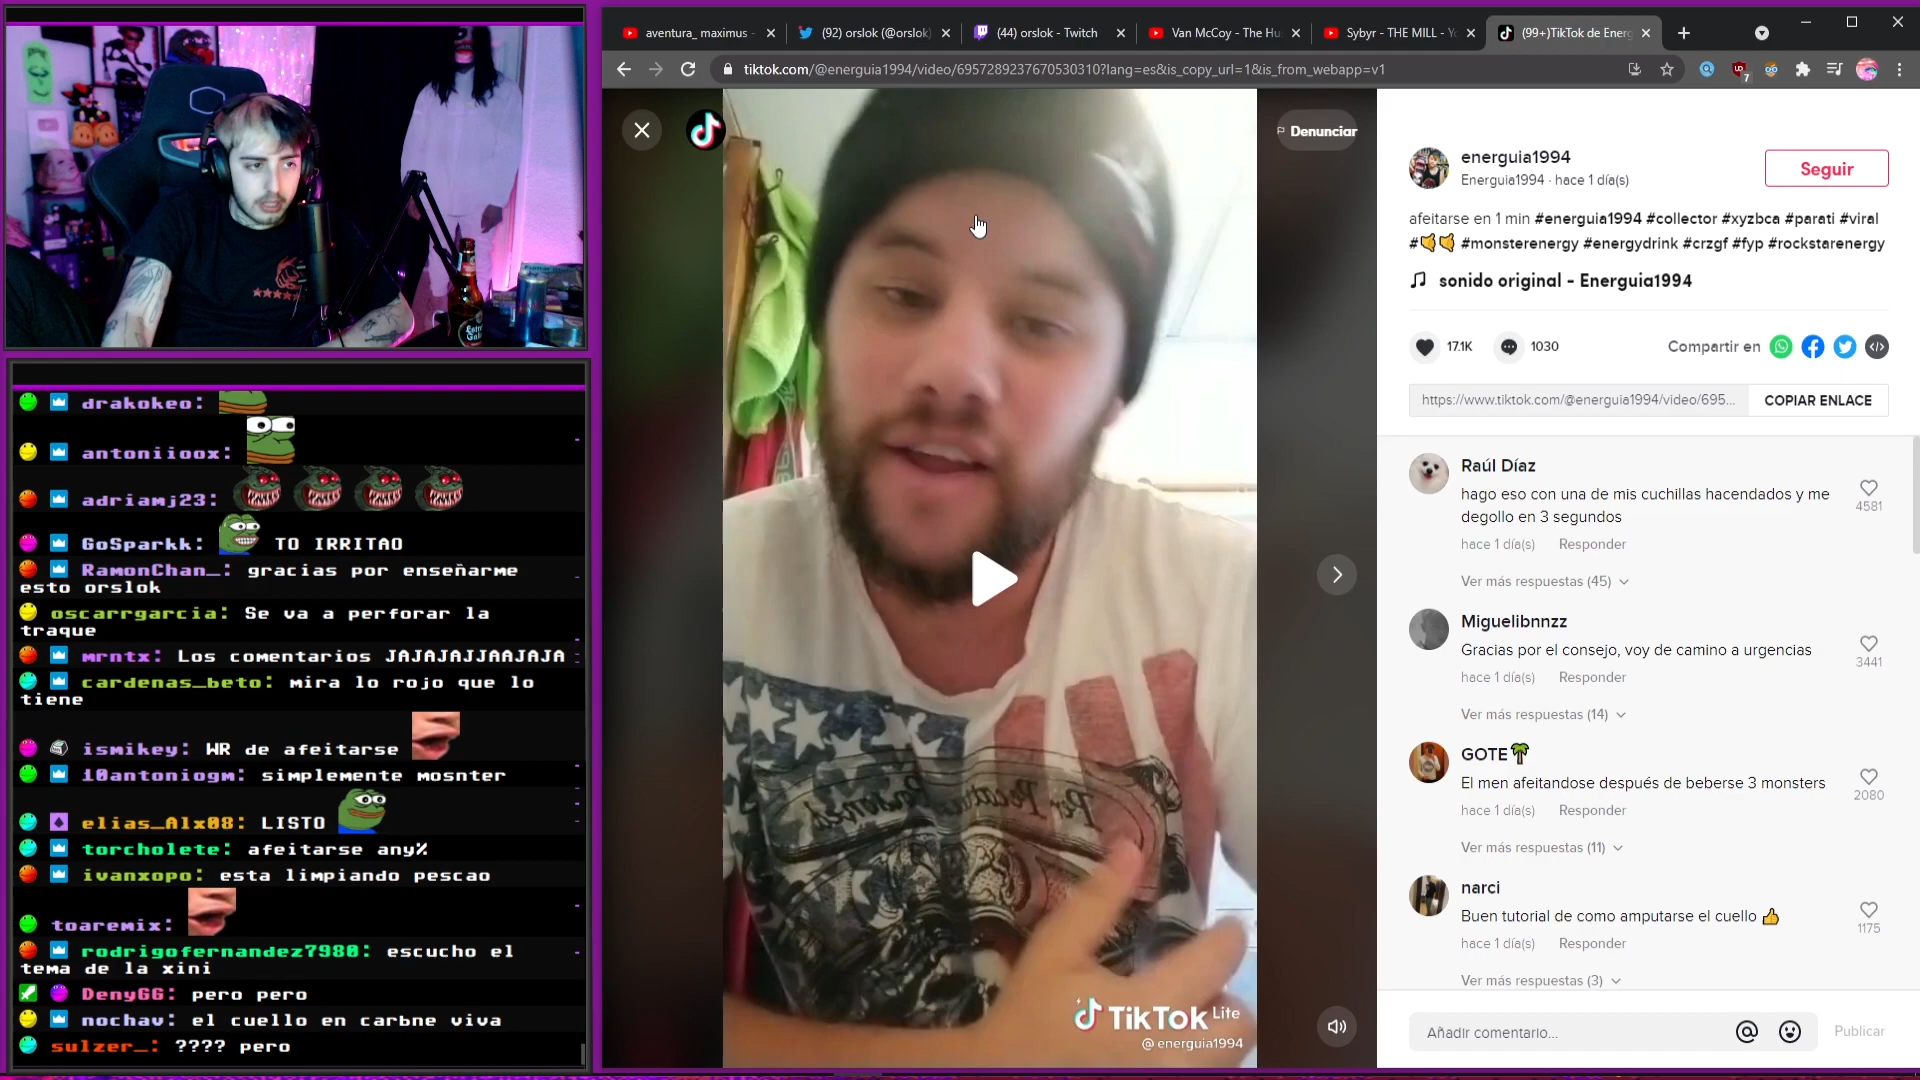 aventura_ maximus -
(92) orslok (@orslok)
(44) orslok - Twitch
Van McCoy - The Hu
Sybyr - THE MILL - Yo
(99+)TikTok de Energ
tiktok.com/@energuia1994/video/6957289237670530310?lang=es&is_copy_url=1&is_from_webapp=v1
7
Denunciar
TikTok Lite
@energuia1994
energuia1994
Energuia1994 · hace 1 día(s)
Seguir
afeitarse en 1 min #energuia1994 #collector #xyzbca #parati #viral
#🤙🤙 #monsterenergy #energydrink #crzgf #fyp #rockstarenergy
sonido original - Energuia1994
17.1K
1030
Compartir en
https://www.tiktok.com/@energuia1994/video/695...
COPIAR ENLACE
Raúl Díaz
hago eso con una de mis cuchillas hacendados y me
degollo en 3 segundos
4581
hace 1 día(s) Responder
Ver más respuestas (45)
Miguelibnnzz
Gracias por el consejo, voy de camino a urgencias
3441
hace 1 día(s) Responder
Ver más respuestas (14)
GOTE🌴
El men afeitandose después de beberse 3 monsters
2080
hace 1 día(s) Responder
Ver más respuestas (11)
narci
Buen tutorial de como amputarse el cuello 👍
1175
hace 1 día(s) Responder
Ver más respuestas (3)
Añadir comentario...
Publicar
drakokeo:
antoniioox:
adriamj23:
GoSparkk: TO IRRITAO
RamonChan_: gracias por enseñarme
esto orslok
oscarrgarcia: Se va a perforar la
traque
mrntx: Los comentarios JAJAJAJJAAJAJA
cardenas_beto: mira lo rojo que lo
tiene
ismikey: WR de afeitarse
10antoniogm: simplemente mosnter
elias_Alx08: LISTO
torcholete: afeitarse any%
ivanxopo: esta limpiando pescao
toaremix:
rodrigofernandez7980: escucho el
tema de la xini
DenyGG: pero pero
nochav: el cuello en carbne viva
sulzer_: ???? pero